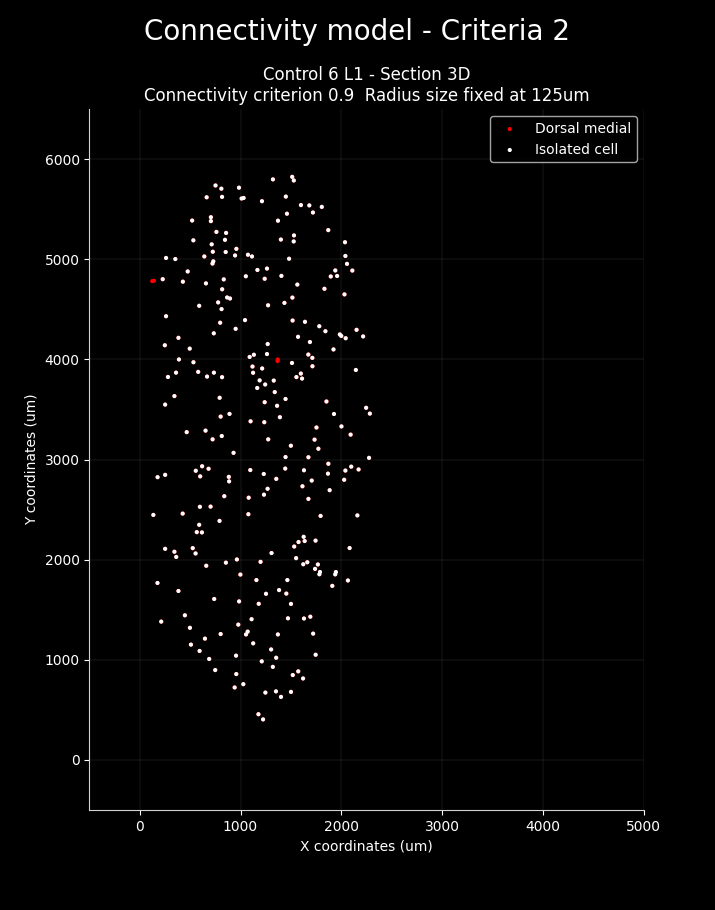 Connectivity model - Criteria 2
Control 6 L1 - Section 3D
Connectivity criterion 0.9  Radius size fixed at 125um
Dorsal medial
Isolated cell
6000
5000
4000
3000
2000
1000
0
Y coordinates (um)
0 1000 2000 3000 4000 5000
X coordinates (um)